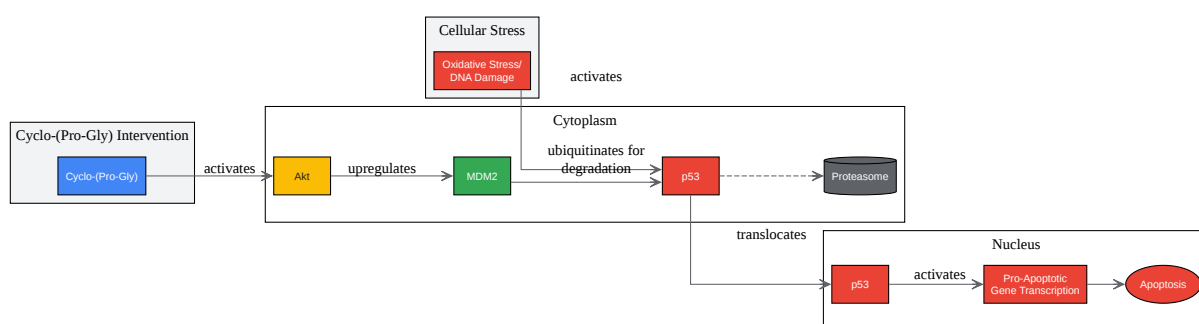 Cellular Stress
Oxidative Stress/
DNA Damage
activates
Cyclo-(Pro-Gly) Intervention
Cyclo-(Pro-Gly)
activates
Cytoplasm
Akt
upregulates
MDM2
ubiquitinates for
degradation
p53
Proteasome
translocates
Nucleus
p53
activates
Pro-Apoptotic
Gene Transcription
Apoptosis